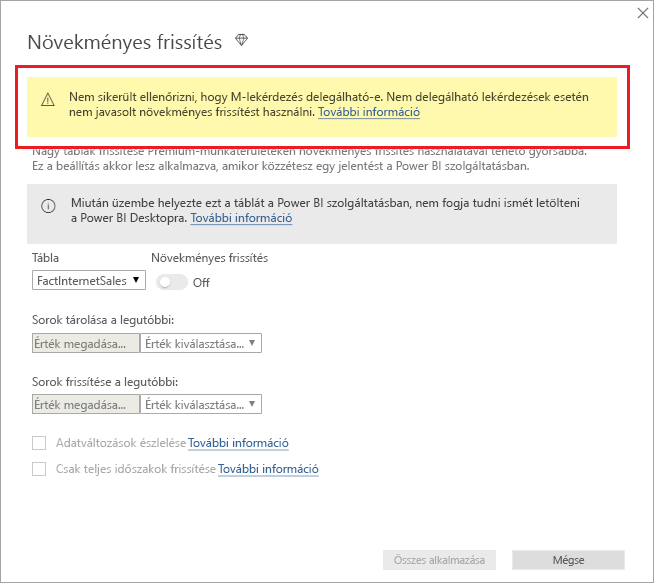 Növekményes frissítés
Nem sikerült ellenőrizni, hogy M-lekérdezés delegálható-e. Nem delegálható lekérdezések esetén
nem javasolt növekményes frissítést használni. További információ
Nagy táblák frissítése Prémium-munkaterületeken növekményes frissítés használatával tehető gyorsabbá.
Ez a beállítás akkor lesz alkalmazva, amikor közzétesz egy jelentést a Power BI szolgáltatásban.
Miután üzembe helyezte ezt a táblát a Power BI szolgáltatásban, nem fogja tudni ismét letölteni
a Power BI Desktopra. További információ
Tábla Növekményes frissítés
FactInternetSales Off
Sorok tárolása a legutóbbi:
Érték megadása... Érték kiválasztása...
Sorok frissítése a legutóbbi:
Érték megadása... Érték kiválasztása...
Adatváltozások észlelése További információ
Csak teljes időszakok frissítése További információ
Összes alkalmazása Mégse